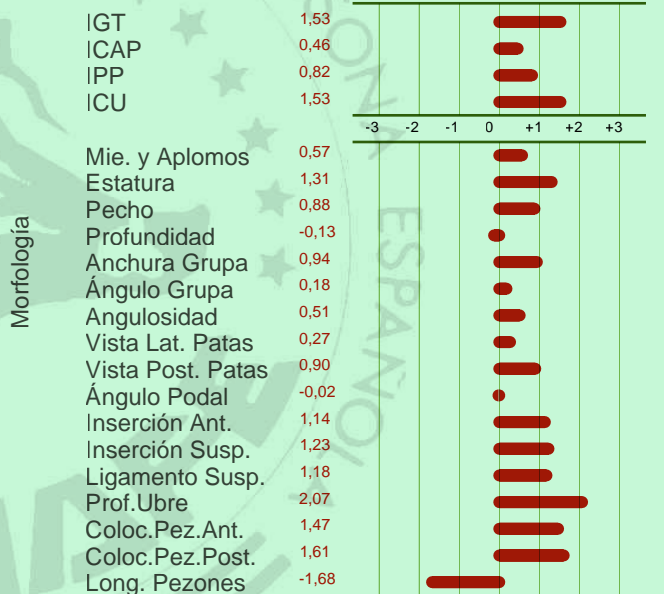 IGT 1,53
ICAP 0,46
IPP 0,82
ICU 1,53
-3 -2 -1 0 +1 +2 +3
Morfología
Mie. y Aplomos 0,57
Estatura 1,31
Pecho 0,88
Profundidad -0,13
Anchura Grupa 0,94
Ángulo Grupa 0,18
Angulosidad 0,51
Vista Lat. Patas 0,27
Vista Post. Patas 0,90
Ángulo Podal -0,02
Inserción Ant. 1,14
Inserción Susp. 1,23
Ligamento Susp. 1,18
Prof.Ubre 2,07
Coloc.Pez.Ant. 1,47
Coloc.Pez.Post. 1,61
Long. Pezones -1,68
ESPAÑOLA